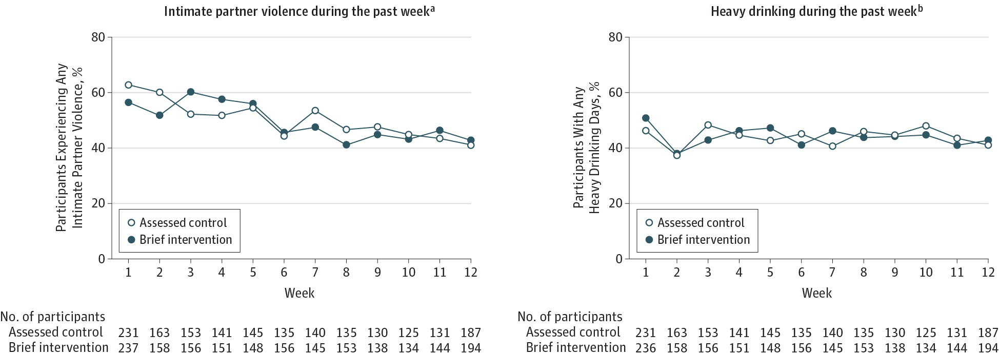 Intimate partner violence during the past weekᵃ
Participants Experiencing Any
Intimate Partner Violence, %
80
60
40
20
0
Assessed control
Brief intervention
1 2 3 4 5 6 7 8 9 10 11 12
Week
No. of participants
Assessed control 231 163 153 141 145 135 140 135 130 125 131 187
Brief intervention 237 158 156 151 148 156 145 153 138 134 144 194
Heavy drinking during the past weekᵇ
Participants With Any
Heavy Drinking Days, %
80
60
40
20
0
Assessed control
Brief intervention
1 2 3 4 5 6 7 8 9 10 11 12
Week
No. of participants
Assessed control 231 163 153 141 145 135 140 135 130 125 131 187
Brief intervention 236 158 156 151 148 156 145 153 138 134 144 194